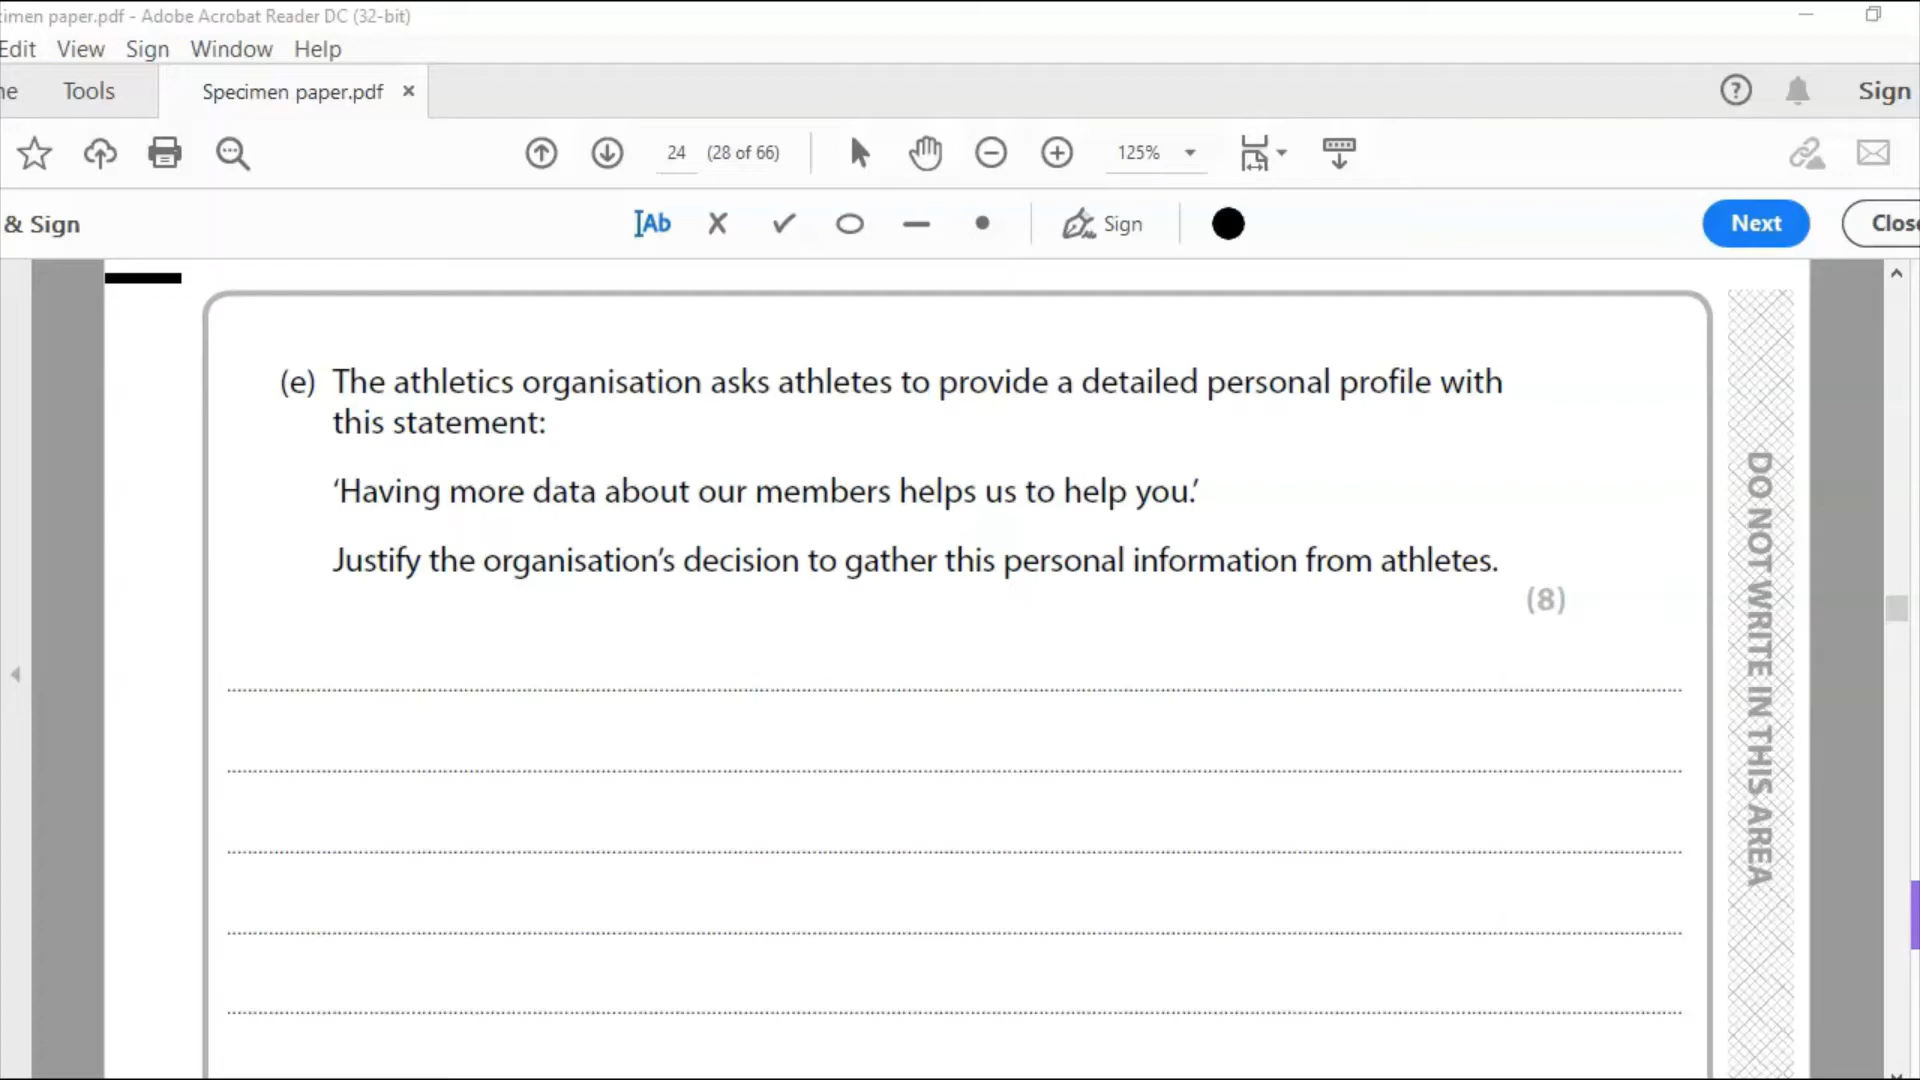 imen paper.pdf - Adobe Acrobat Reader DC (32-bit)
Edit View Sign Window Help
ne Tools Specimen paper.pdf × Sign
24 (28 of 66) 125%
& Sign Ab Sign Next Close
(e) The athletics organisation asks athletes to provide a detailed personal profile with
this statement:
‘Having more data about our members helps us to help you.’
Justify the organisation’s decision to gather this personal information from athletes.
(8)
DO NOT WRITE IN THIS AREA